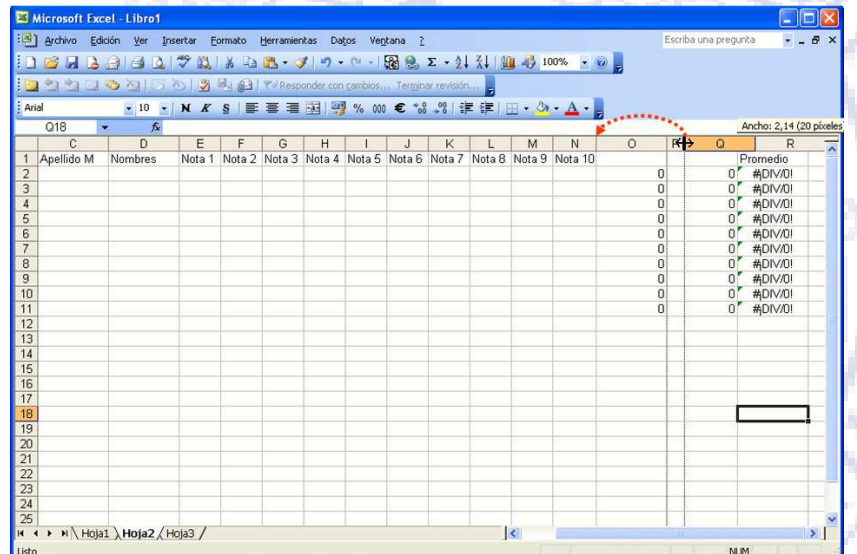 Microsoft Excel - Libro1
Archivo Edición Ver Insertar Formato Herramientas Datos Ventana ? Escriba una pregunta
100%
Responder con cambios... Terminar revisión...
Arial 10 N K S % 000 € A
Q18 fx Ancho: 2,14 (20 píxeles
C D E F G H I J K L M N O P Q R
1 Apellido M Nombres Nota 1 Nota 2 Nota 3 Nota 4 Nota 5 Nota 6 Nota 7 Nota 8 Nota 9 Nota 10 Promedio
2 0 0 #¡DIV/0!
3 0 0 #¡DIV/0!
4 0 0 #¡DIV/0!
5 0 0 #¡DIV/0!
6 0 0 #¡DIV/0!
7 0 0 #¡DIV/0!
8 0 0 #¡DIV/0!
9 0 0 #¡DIV/0!
10 0 0 #¡DIV/0!
11 0 0 #¡DIV/0!
12
13
14
15
16
17
18
19
20
21
22
23
24
25
Hoja1 Hoja2 Hoja3
Listo NUM